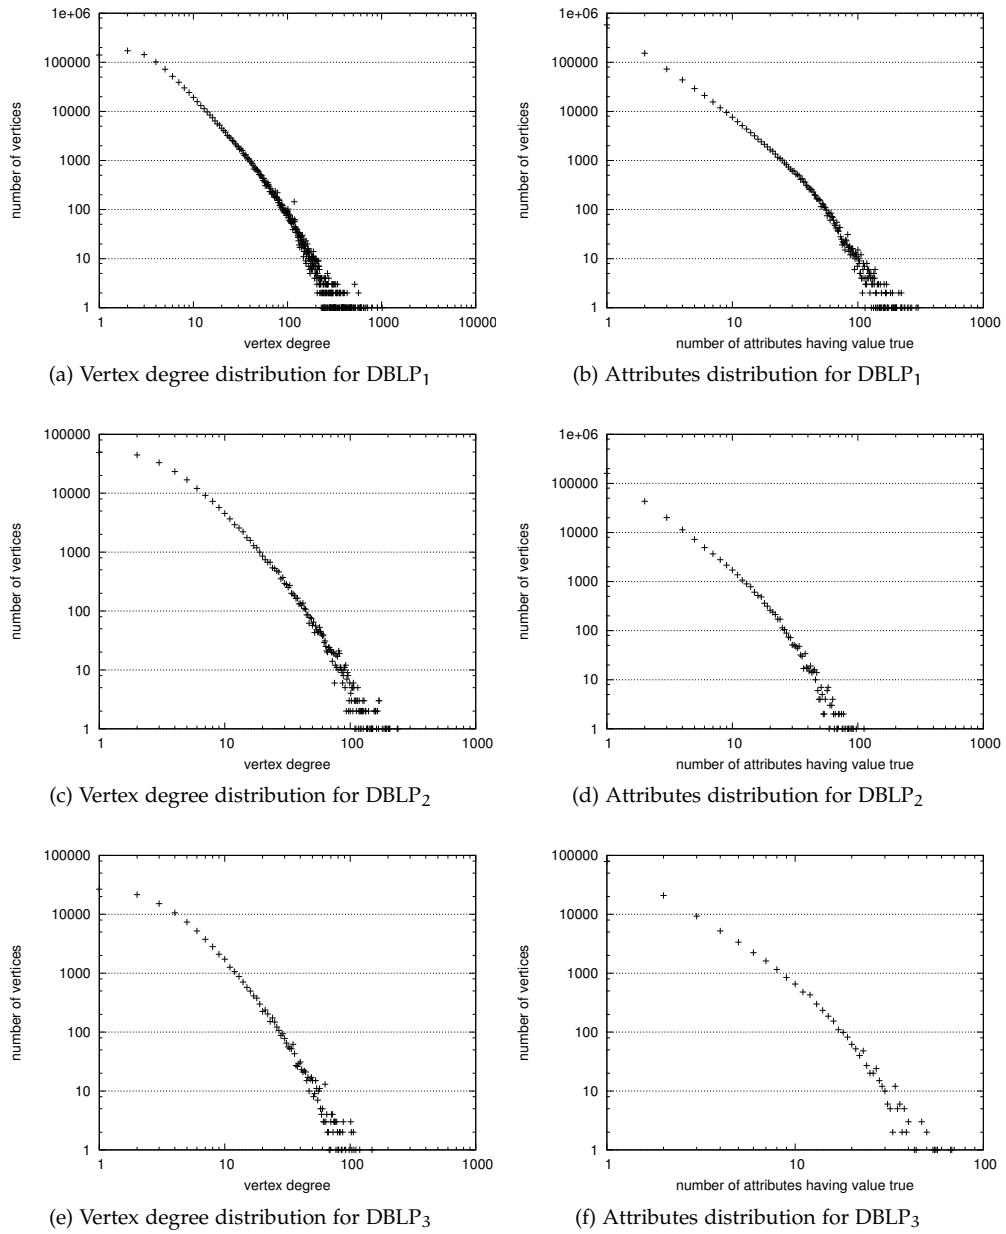 1e+06
100000
10000
1000
100
10
1
1 10 100 1000 10000
number of vertices
vertex degree
(a) Vertex degree distribution for DBLP1
1e+06
100000
10000
1000
100
10
1
1 10 100 1000
number of vertices
number of attributes having value true
(b) Attributes distribution for DBLP1
100000
10000
1000
100
10
1
1 10 100 1000
number of vertices
vertex degree
(c) Vertex degree distribution for DBLP2
1e+06
100000
10000
1000
100
10
1
1 10 100 1000
number of vertices
number of attributes having value true
(d) Attributes distribution for DBLP2
100000
10000
1000
100
10
1
1 10 100 1000
number of vertices
vertex degree
(e) Vertex degree distribution for DBLP3
100000
10000
1000
100
10
1
1 10 100
number of vertices
number of attributes having value true
(f) Attributes distribution for DBLP3